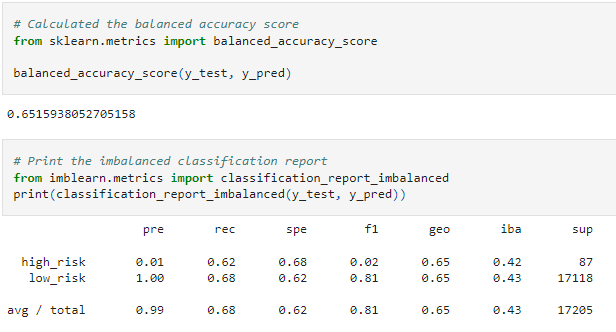 # Calculated the balanced accuracy score
from sklearn.metrics import balanced_accuracy_score
balanced_accuracy_score(y_test, y_pred)
0.6515938052705158
# Print the imbalanced classification report
from imblearn.metrics import classification_report_imbalanced
print(classification_report_imbalanced(y_test, y_pred))
pre rec spe f1 geo iba sup
high_risk 0.01 0.62 0.68 0.02 0.65 0.42 87
low_risk 1.00 0.68 0.62 0.81 0.65 0.43 17118
avg / total 0.99 0.68 0.62 0.81 0.65 0.43 17205